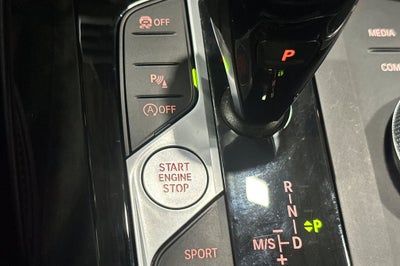 OFF
P
MEDIA
COM
P
A OFF
START
ENGINE
STOP
R
N
P
M/S
D
+
SPORT